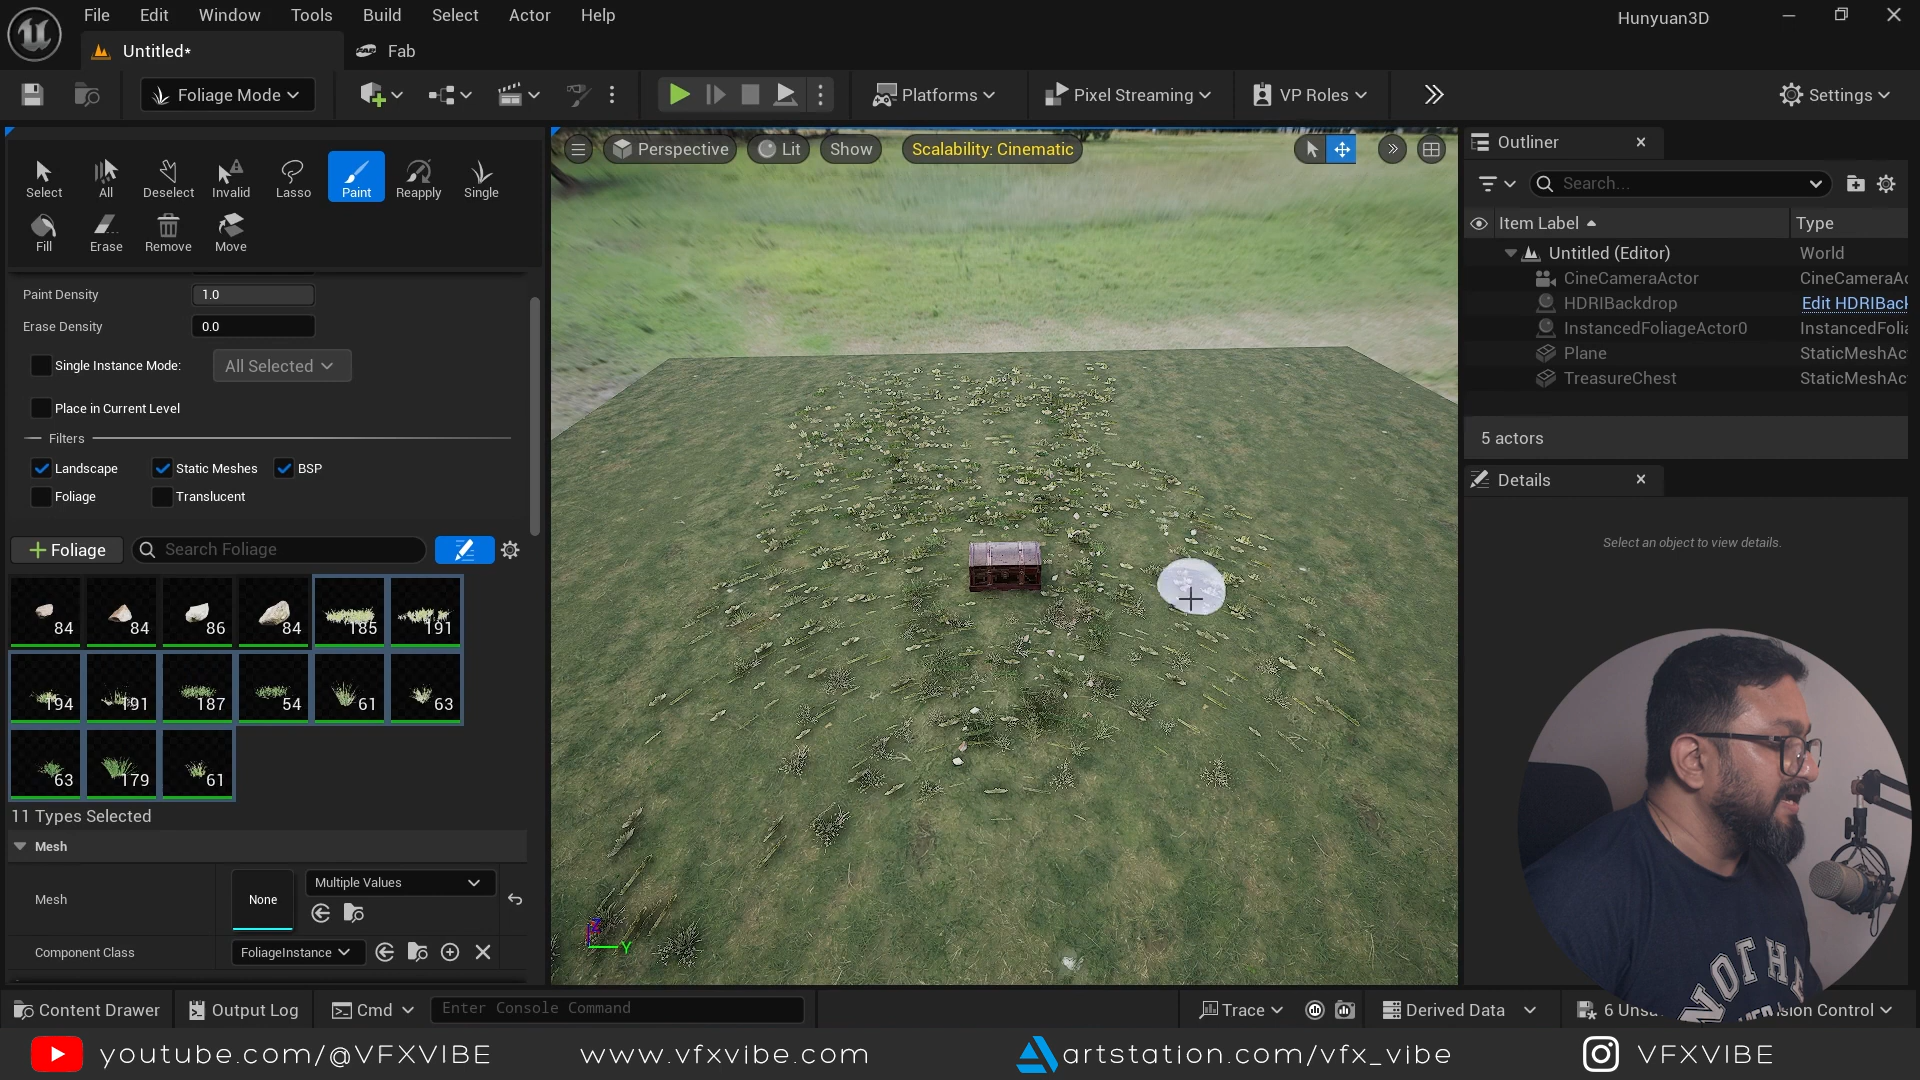 File Edit Window Tools Build Select Actor Help
Hunyuan3D
Untitled*
Fab
Foliage Mode
Platforms
Pixel Streaming
VP Roles
Settings
Select All Deselect Invalid Lasso Paint Reapply Single
Fill Erase Remove Move
Paint Density 1.0
Erase Density 0.0
Single Instance Mode: All Selected
Place in Current Level
Filters
Landscape Static Meshes BSP
Foliage Translucent
Foliage
Search Foliage
84 84 86 84 185 191
194 191 187 54 61 63
63 179 61
11 Types Selected
Mesh
Mesh None Multiple Values
Component Class FoliageInstance
Perspective Lit Show Scalability: Cinematic
Z
Y
Outliner
Search...
Item Label Type
Untitled (Editor) World
CineCameraActor CineCameraAc
HDRIBackdrop Edit HDRIBack
InstancedFoliageActor0 InstancedFolia
Plane StaticMeshAc
TreasureChest StaticMeshAc
5 actors
Details
Select an object to view details.
Content Drawer Output Log Cmd Enter Console Command Trace Derived Data 6 Unsa sion Control
youtube.com/@VFXVIBE www.vfxvibe.com artstation.com/vfx_vibe VFXVIBE